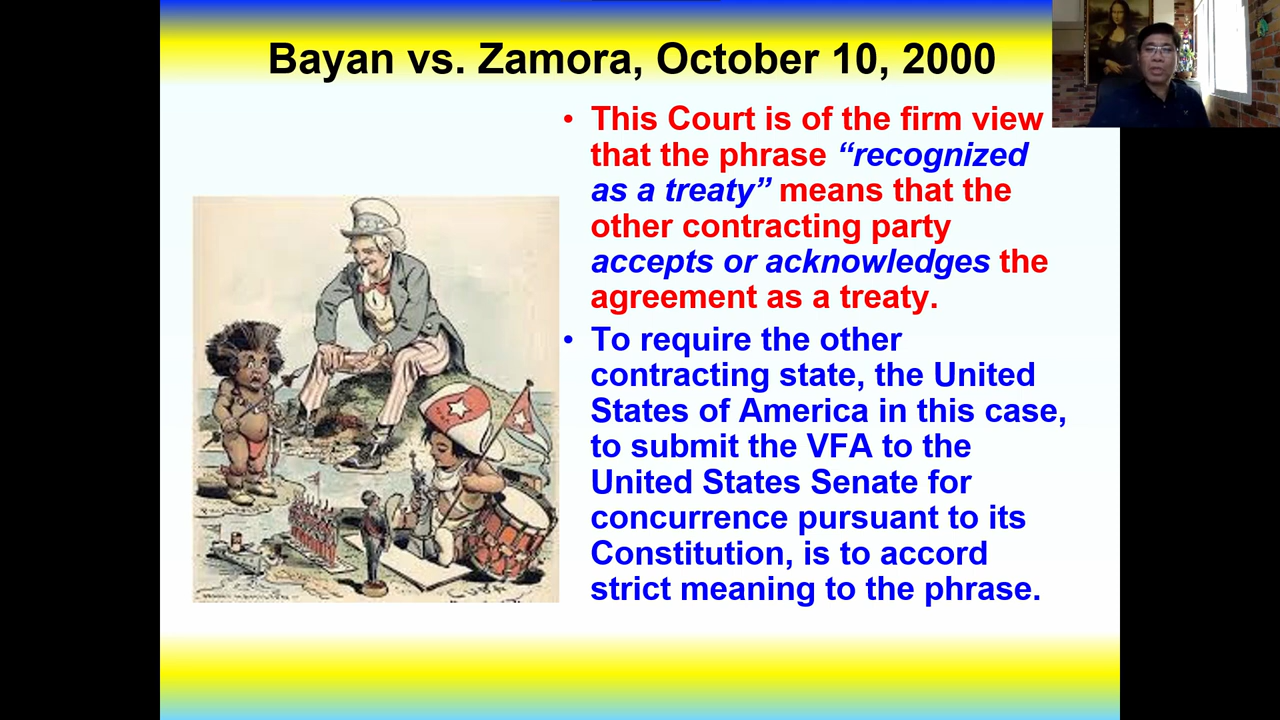 Bayan vs. Zamora, October 10, 2000
• This Court is of the firm view
that the phrase “recognized
as a treaty” means that the
other contracting party
accepts or acknowledges the
agreement as a treaty.
• To require the other
contracting state, the United
States of America in this case,
to submit the VFA to the
United States Senate for
concurrence pursuant to its
Constitution, is to accord
strict meaning to the phrase.